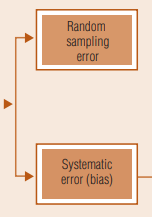 Random
sampling
error
Systematic
error (bias)